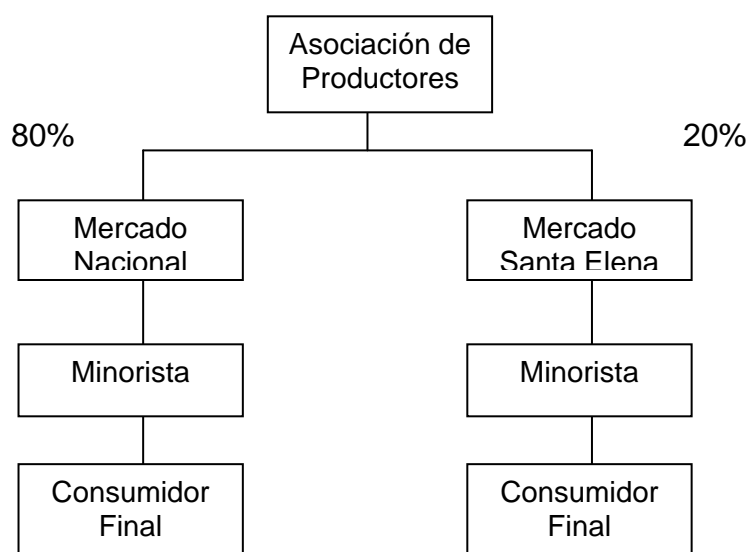 Asociación de
Productores
80%
20%
Mercado
Nacional
Mercado
Santa Elena
Minorista
Minorista
Consumidor
Final
Consumidor
Final